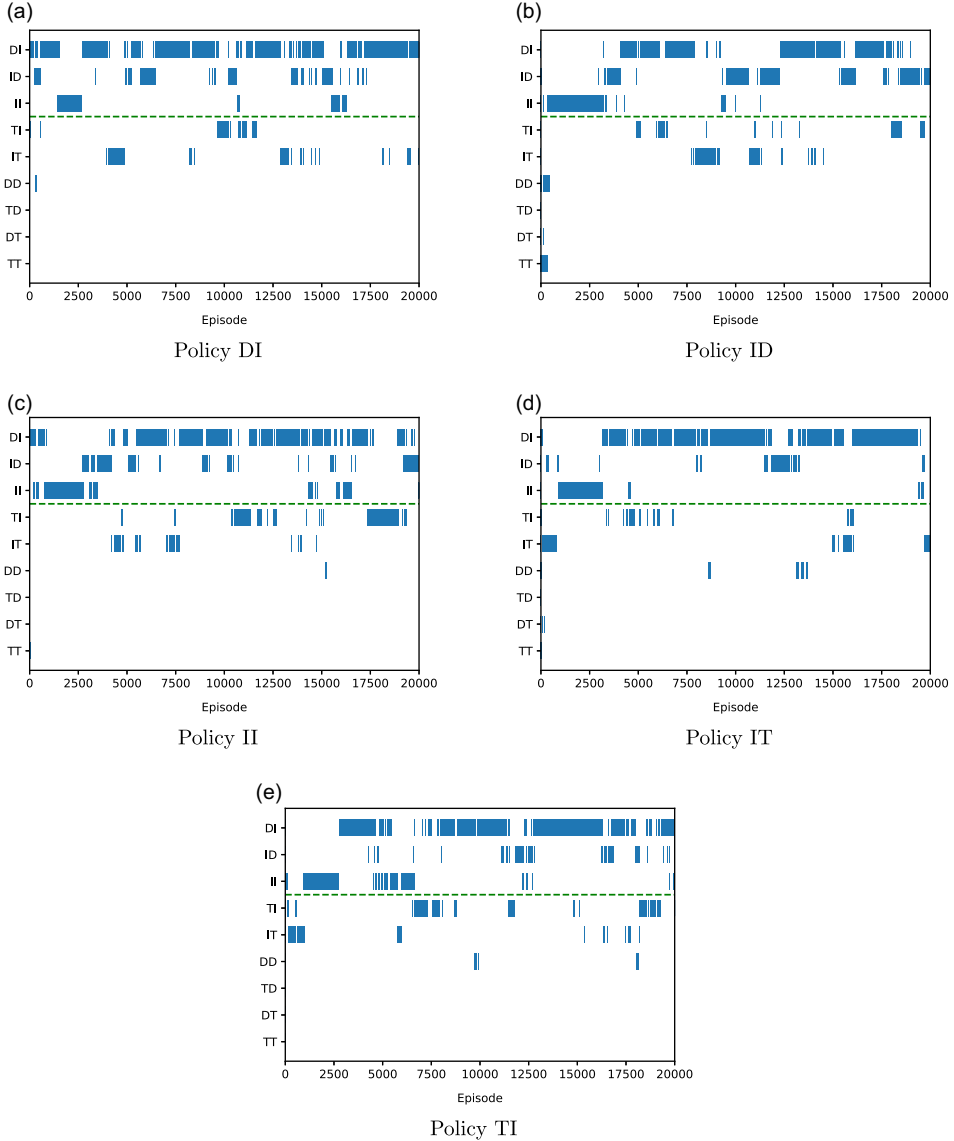 (a)
DI
ID
II
TI
IT
DD
TD
DT
TT
0 2500 5000 7500 10000 12500 15000 17500 20000
Episode
Policy DI
(b)
DI
ID
II
TI
IT
DD
TD
DT
TT
0 2500 5000 7500 10000 12500 15000 17500 20000
Episode
Policy ID
(c)
DI
ID
II
TI
IT
DD
TD
DT
TT
0 2500 5000 7500 10000 12500 15000 17500 20000
Episode
Policy II
(d)
DI
ID
II
TI
IT
DD
TD
DT
TT
0 2500 5000 7500 10000 12500 15000 17500 20000
Episode
Policy IT
(e)
DI
ID
II
TI
IT
DD
TD
DT
TT
0 2500 5000 7500 10000 12500 15000 17500 20000
Episode
Policy TI